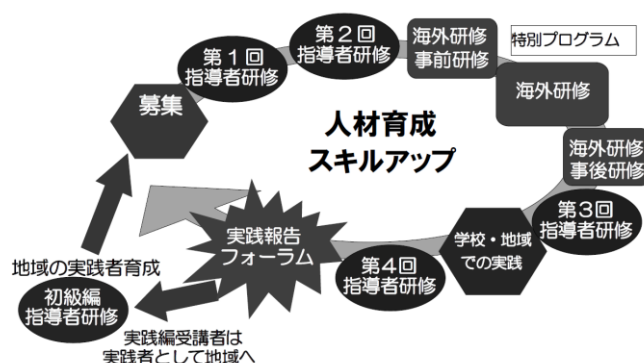 募集
第1回
指導者研修
第2回
指導者研修
海外研修
事前研修
特別プログラム
海外研修
海外研修
事後研修
第3回
指導者研修
学校・地域
での実践
第4回
指導者研修
実践報告
フォーラム
人材育成
スキルアップ
地域の実践者育成
初級編
指導者研修
実践編受講者は
実践者として地域へ